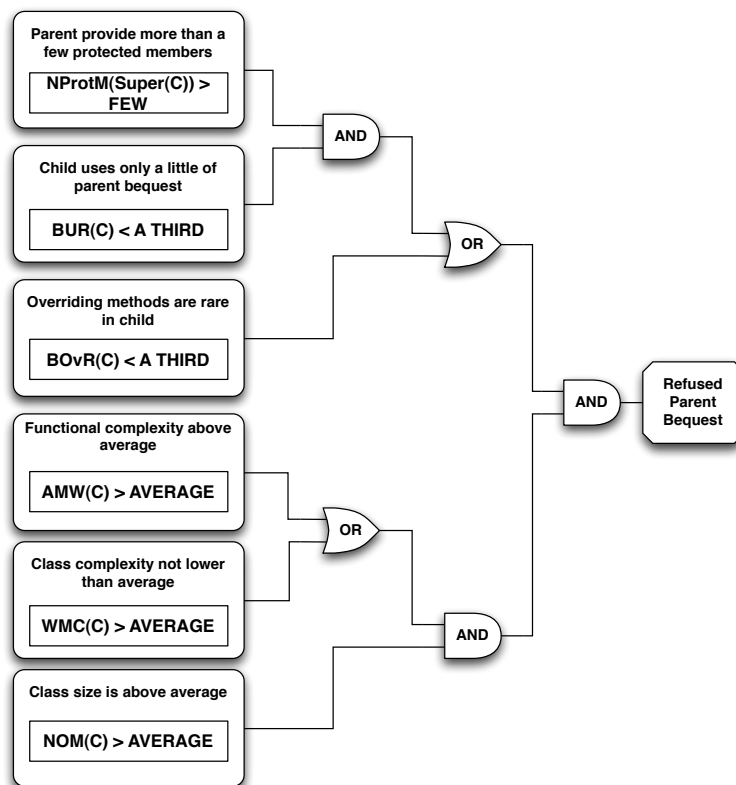 Parent provide more than a
few protected members
NProtM(Super(C)) >
FEW
AND
Child uses only a little of
parent bequest
BUR(C) < A THIRD
OR
Overriding methods are rare
in child
BOvR(C) < A THIRD
AND
Refused
Parent
Bequest
Functional complexity above
average
AMW(C) > AVERAGE
OR
Class complexity not lower
than average
WMC(C) > AVERAGE
AND
Class size is above average
NOM(C) > AVERAGE